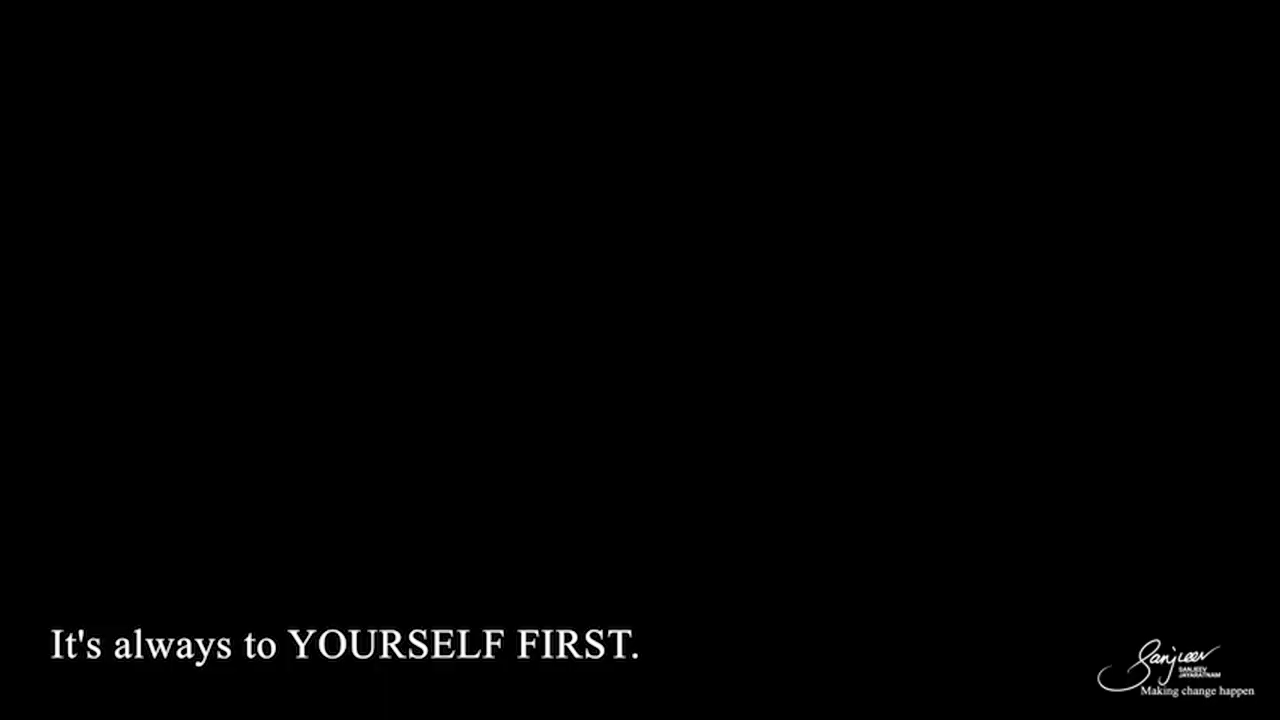 It's always to YOURSELF FIRST.
Sanjeev
SANJEEV
JAYARATNAM
Making change happen